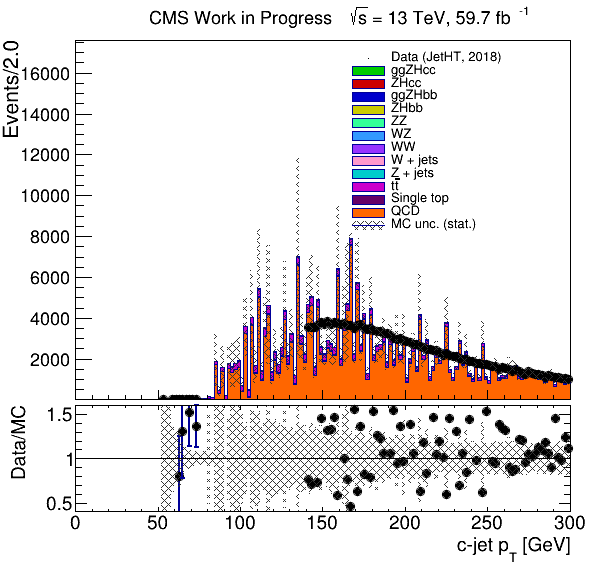 CMS Work in Progress √s = 13 TeV, 59.7 fb -1
Events/2.0
16000
14000
12000
10000
8000
6000
4000
2000
Data (JetHT, 2018)
ggZHcc
ZHcc
ggZHbb
ZHbb
ZZ
WZ
WW
W + jets
Z + jets
tt̄
Single top
QCD
MC unc. (stat.)
Data/MC
1.5
1
0.5
0 50 100 150 200 250 300
c-jet p_T [GeV]